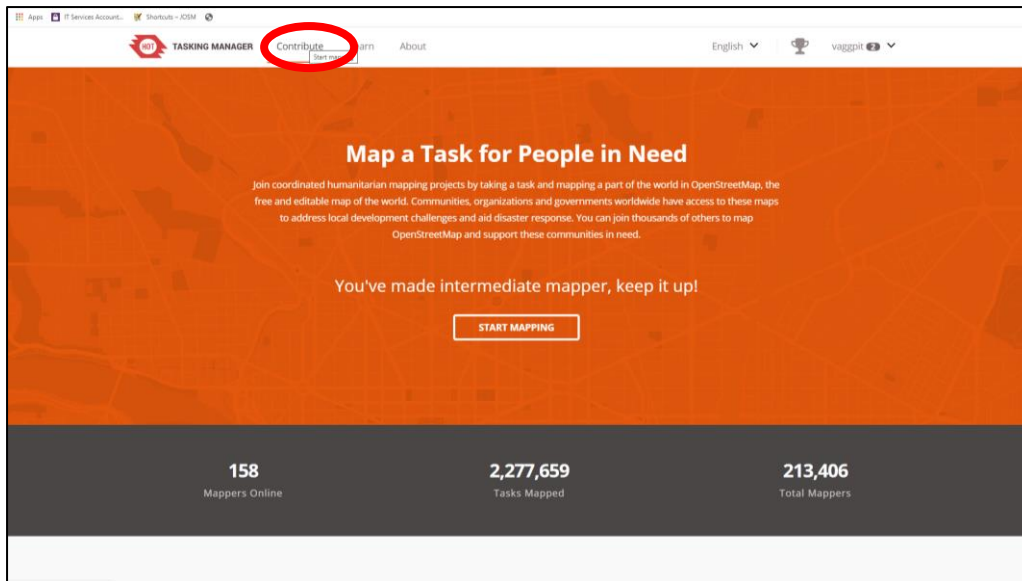 Apps IT Services Account... Shortcuts – JOSM
HOT TASKING MANAGER Contribute About English vaggpit 2
Map a Task for People in Need
Join coordinated humanitarian mapping projects by taking a task and mapping a part of the world in OpenStreetMap, the
free and editable map of the world. Communities, organizations and governments worldwide have access to these maps
to address local development challenges and aid disaster response. You can join thousands of others to map
OpenStreetMap and support these communities in need.
You've made intermediate mapper, keep it up!
START MAPPING
158 2,277,659 213,406
Mappers Online Tasks Mapped Total Mappers